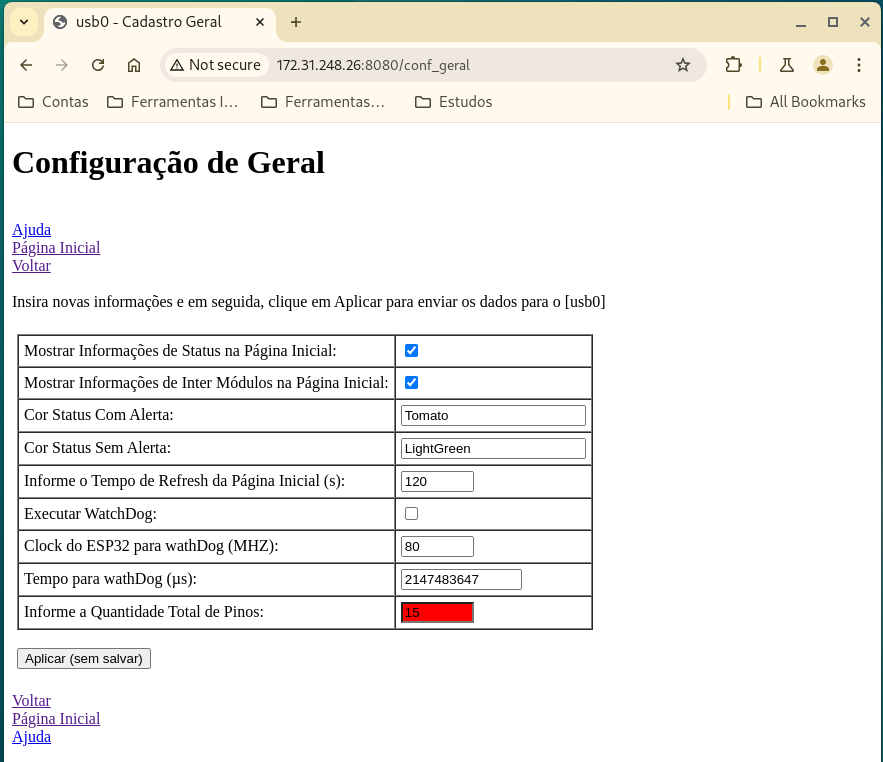 usb0 - Cadastro Geral
Not secure 172.31.248.26:8080/conf_geral
Contas Ferramentas I... Ferramentas... Estudos All Bookmarks
Configuração de Geral
Ajuda
Página Inicial
Voltar
Insira novas informações e em seguida, clique em Aplicar para enviar os dados para o [usb0]
Mostrar Informações de Status na Página Inicial:
Mostrar Informações de Inter Módulos na Página Inicial:
Cor Status Com Alerta: Tomato
Cor Status Sem Alerta: LightGreen
Informe o Tempo de Refresh da Página Inicial (s): 120
Executar WatchDog:
Clock do ESP32 para wathDog (MHZ): 80
Tempo para wathDog (µs): 2147483647
Informe a Quantidade Total de Pinos: 15
Aplicar (sem salvar)
Voltar
Página Inicial
Ajuda